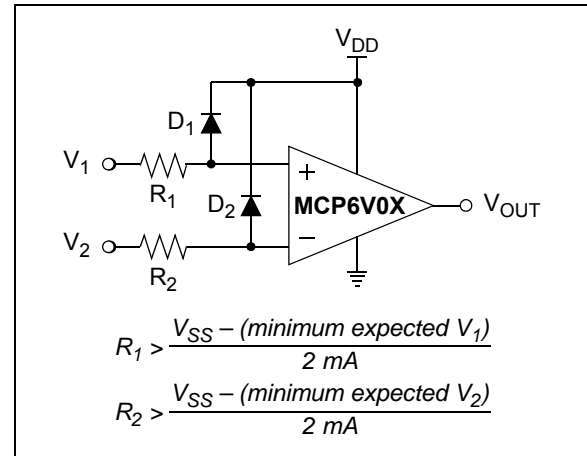 V_DD
D_1
V_1
R_1
+
MCP6V0X
V_OUT
D_2
V_2
R_2
−
R_1 > V_SS – (minimum expected V_1) / 2 mA
R_2 > V_SS – (minimum expected V_2) / 2 mA